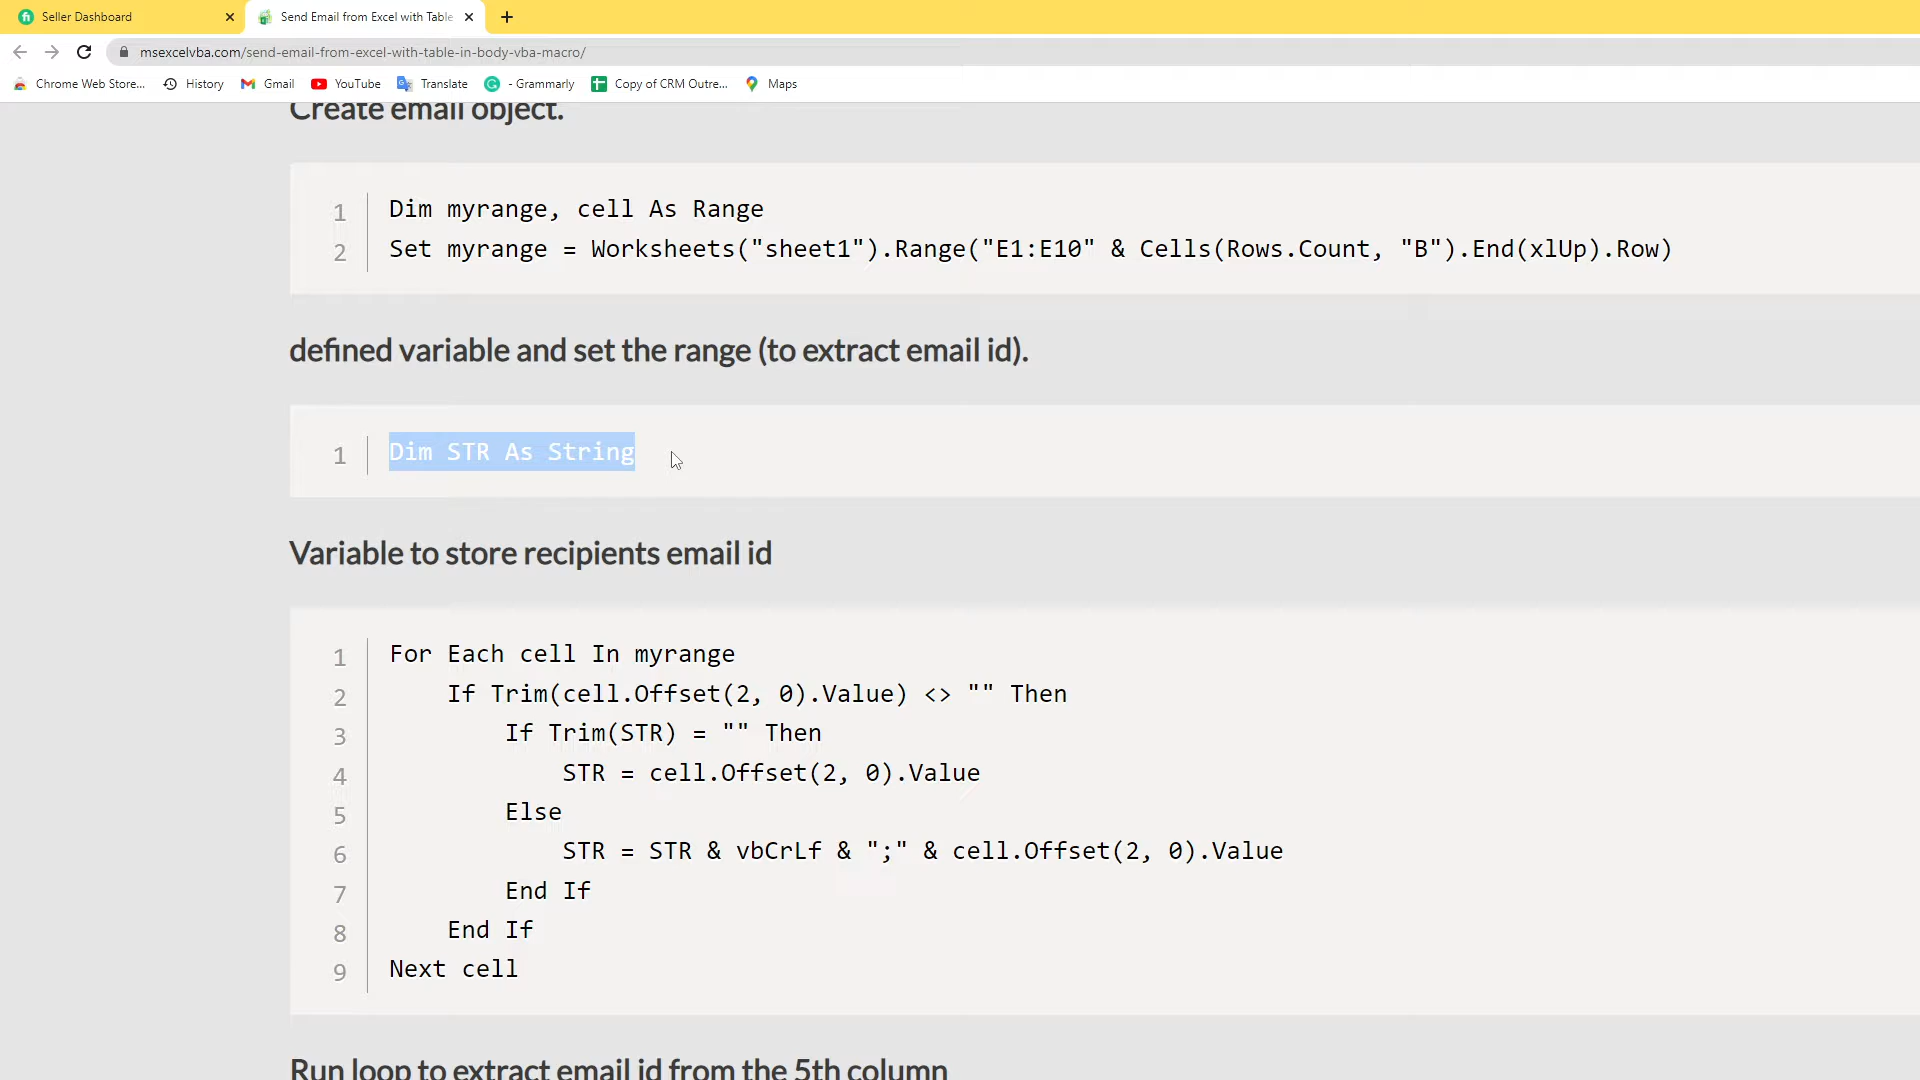 Seller Dashboard
Send Email from Excel with Table
msexcelvba.com/send-email-from-excel-with-table-in-body-vba-macro/
Chrome Web Store... History Gmail YouTube Translate - Grammarly Copy of CRM Outre... Maps
Create email object.
1 Dim myrange, cell As Range
2 Set myrange = Worksheets("sheet1").Range("E1:E10" & Cells(Rows.Count, "B").End(xlUp).Row)
defined variable and set the range (to extract email id).
1 Dim STR As String
Variable to store recipients email id
1 For Each cell In myrange
2 If Trim(cell.Offset(2, 0).Value) <> "" Then
3 If Trim(STR) = "" Then
4 STR = cell.Offset(2, 0).Value
5 Else
6 STR = STR & vbCrLf & ";" & cell.Offset(2, 0).Value
7 End If
8 End If
9 Next cell
Run loop to extract email id from the 5th column